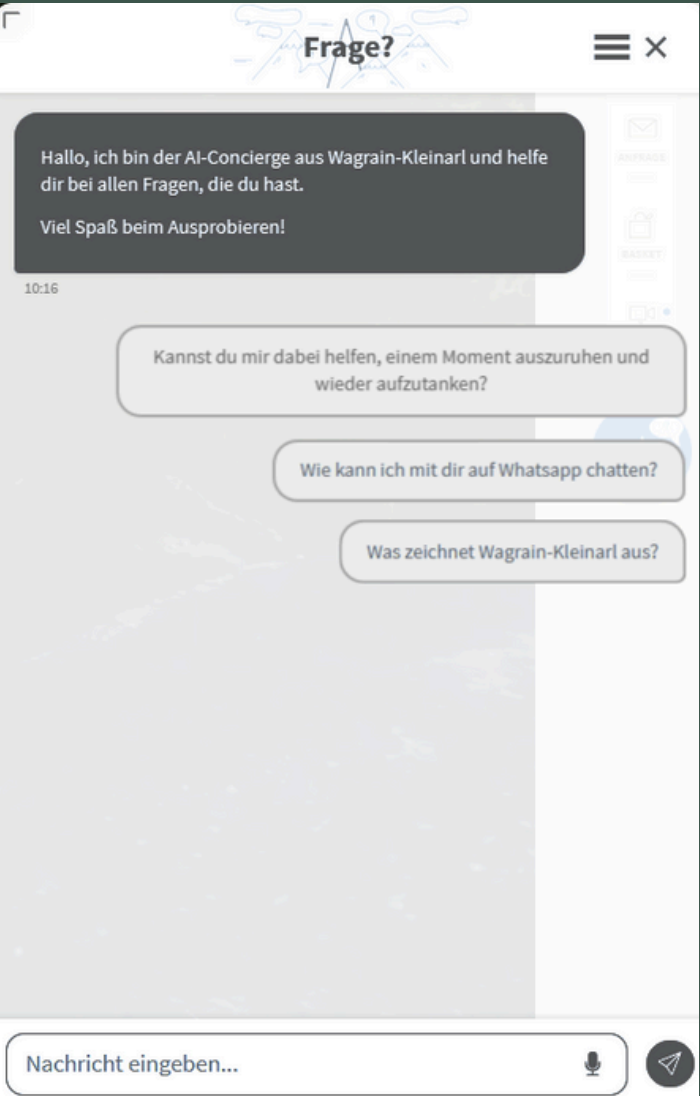 Frage?
Hallo, ich bin der AI-Concierge aus Wagrain-Kleinarl und helfe
dir bei allen Fragen, die du hast.
Viel Spaß beim Ausprobieren!
ANFRAGE
10:16
BASKET
Kannst du mir dabei helfen, einem Moment auszuruhen und
wieder aufzutanken?
Wie kann ich mit dir auf Whatsapp chatten?
Was zeichnet Wagrain-Kleinarl aus?
Nachricht eingeben...